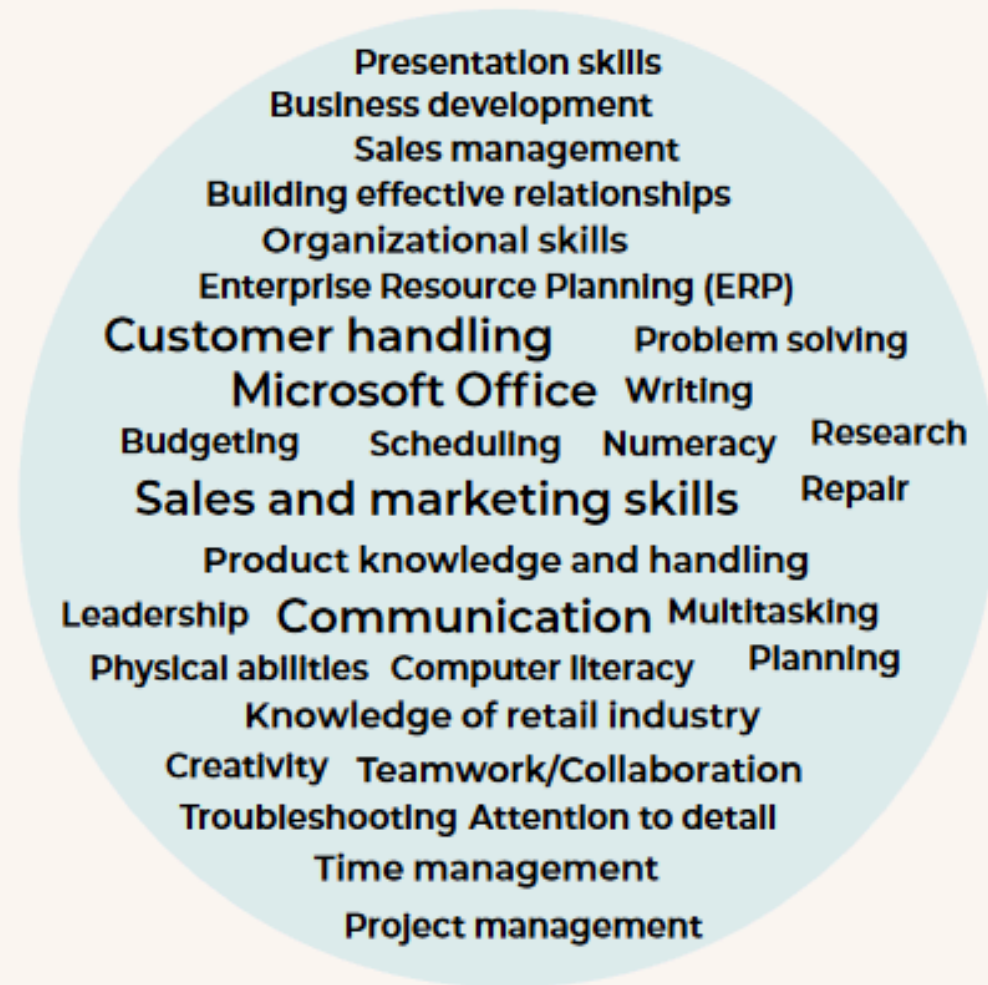 Presentation skills
Business development
Sales management
Building effective relationships
Organizational skills
Enterprise Resource Planning (ERP)
Customer handling Problem solving
Microsoft Office Writing
Budgeting Scheduling Numeracy Research
Sales and marketing skills Repair
Product knowledge and handling
Leadership Communication Multitasking
Physical abilities Computer literacy Planning
Knowledge of retail industry
Creativity Teamwork/Collaboration
Troubleshooting Attention to detail
Time management
Project management